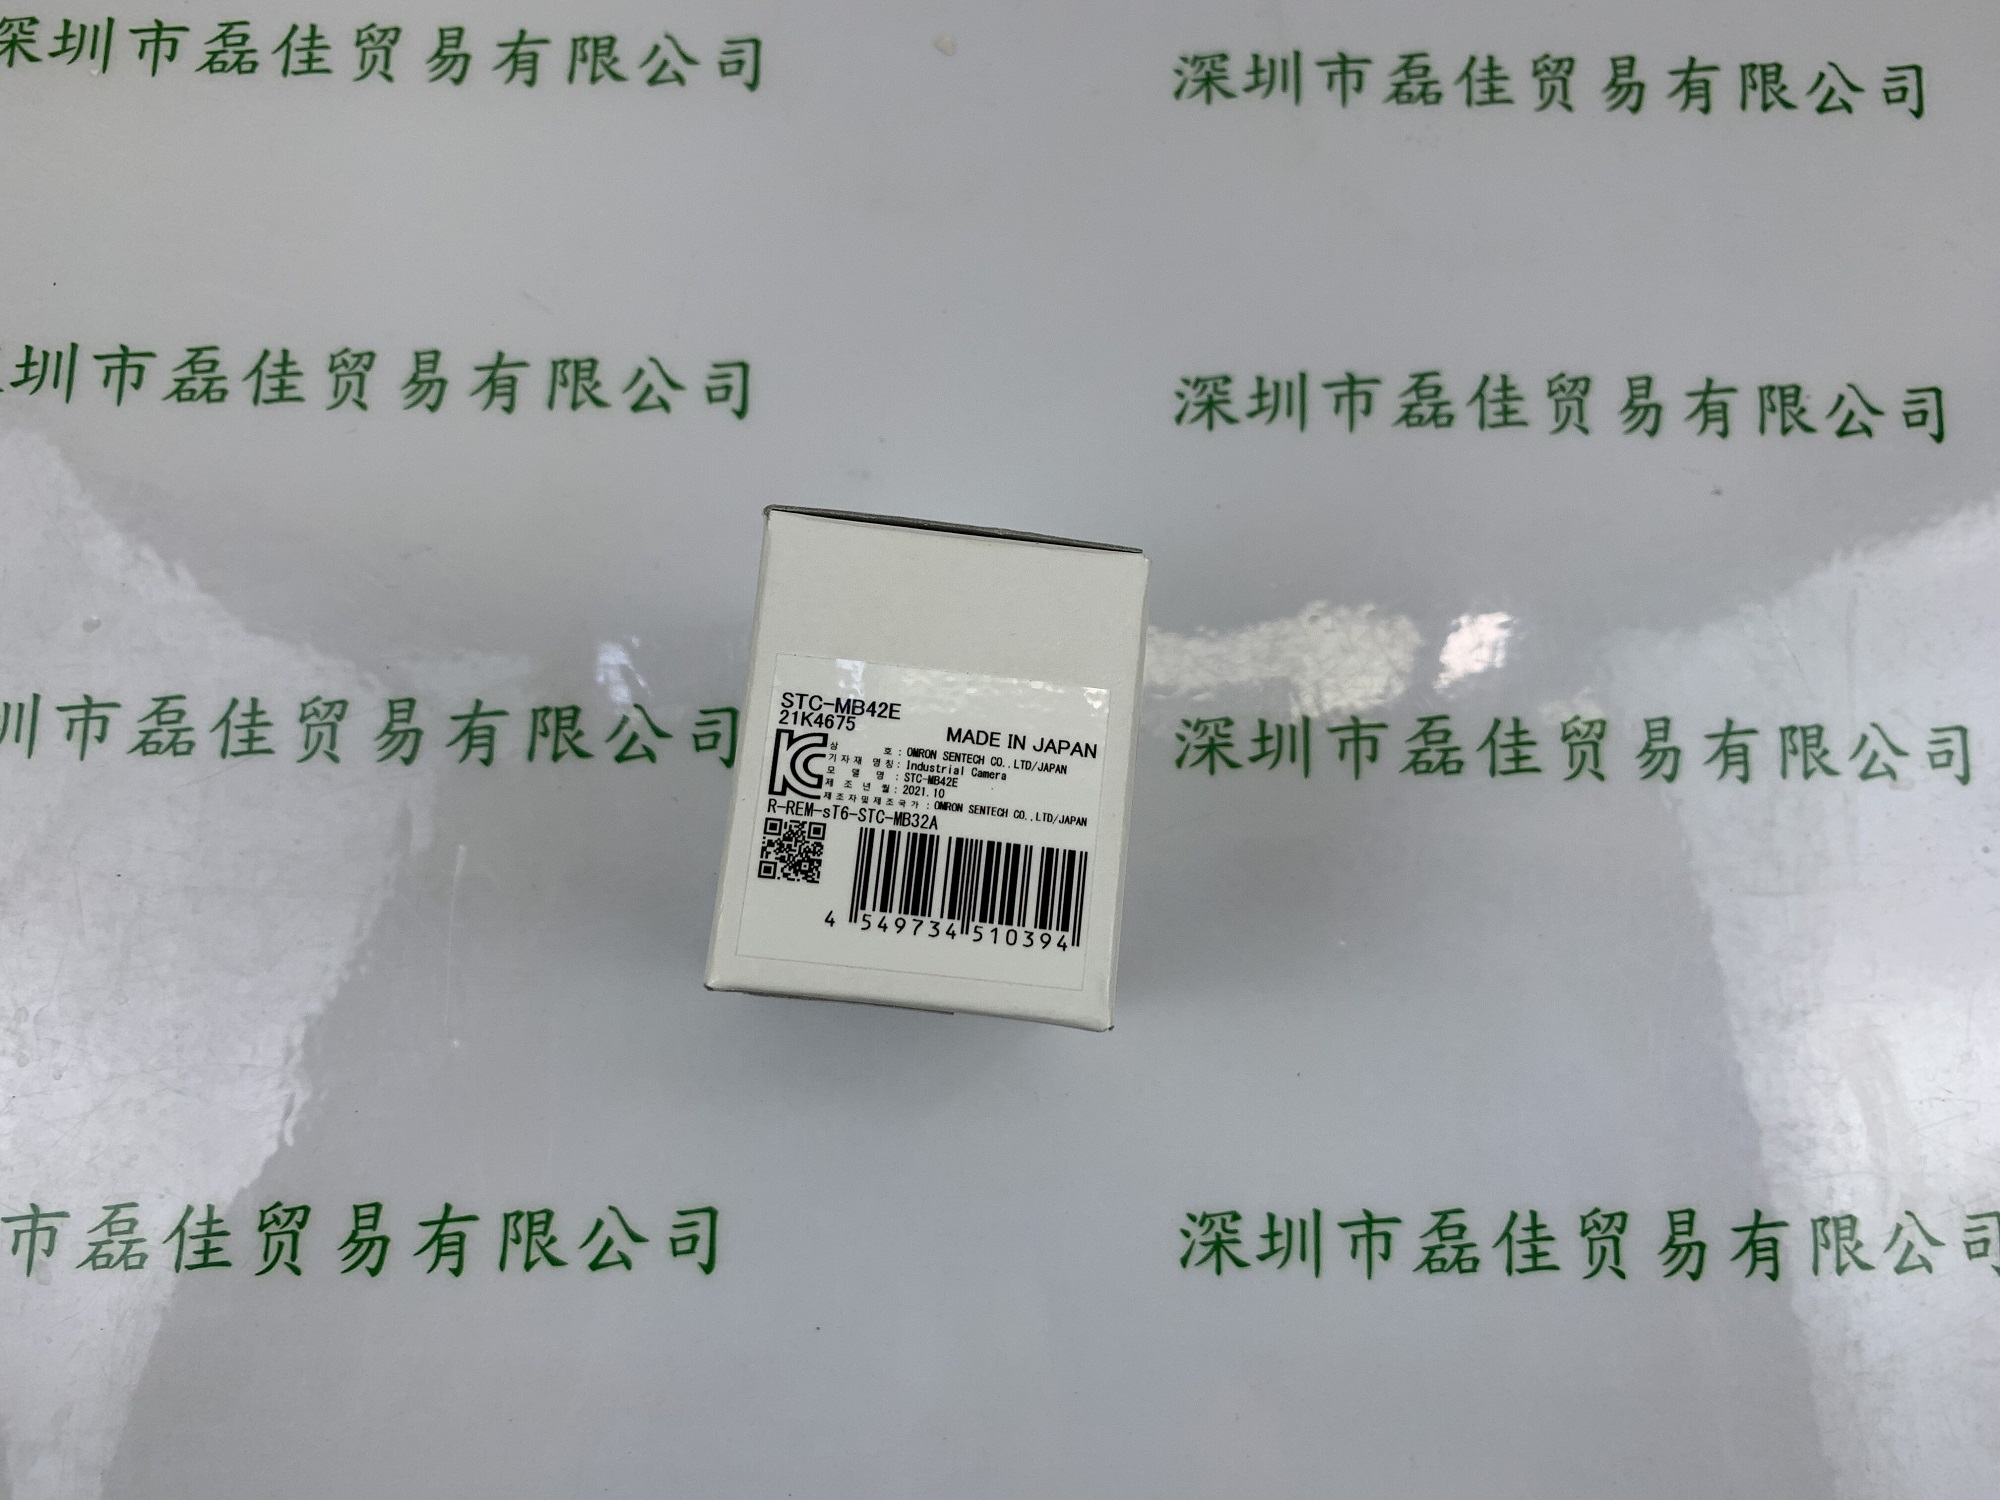 深圳市磊佳贸易有限公司
深圳市磊佳贸易有限公司
圳市磊佳贸易有限公司
深圳市磊佳贸易有限公司
圳市磊佳贸易有限公司
深圳市磊佳贸易有限公司
STC-MB42E
21K4675
MADE IN JAPAN
상 호 : OMRON SENTECH CO.,LTD/JAPAN
기자재 명칭 : Industrial Camera
모 델 명 : STC-MB42E
제 조 년 월 : 2021.10
제조자및제조국가 : OMRON SENTECH CO.,LTD/JAPAN
R-REM-sT6-STC-MB32A
4 549734 510394
市磊佳贸易有限公司
深圳市磊佳贸易有限公司